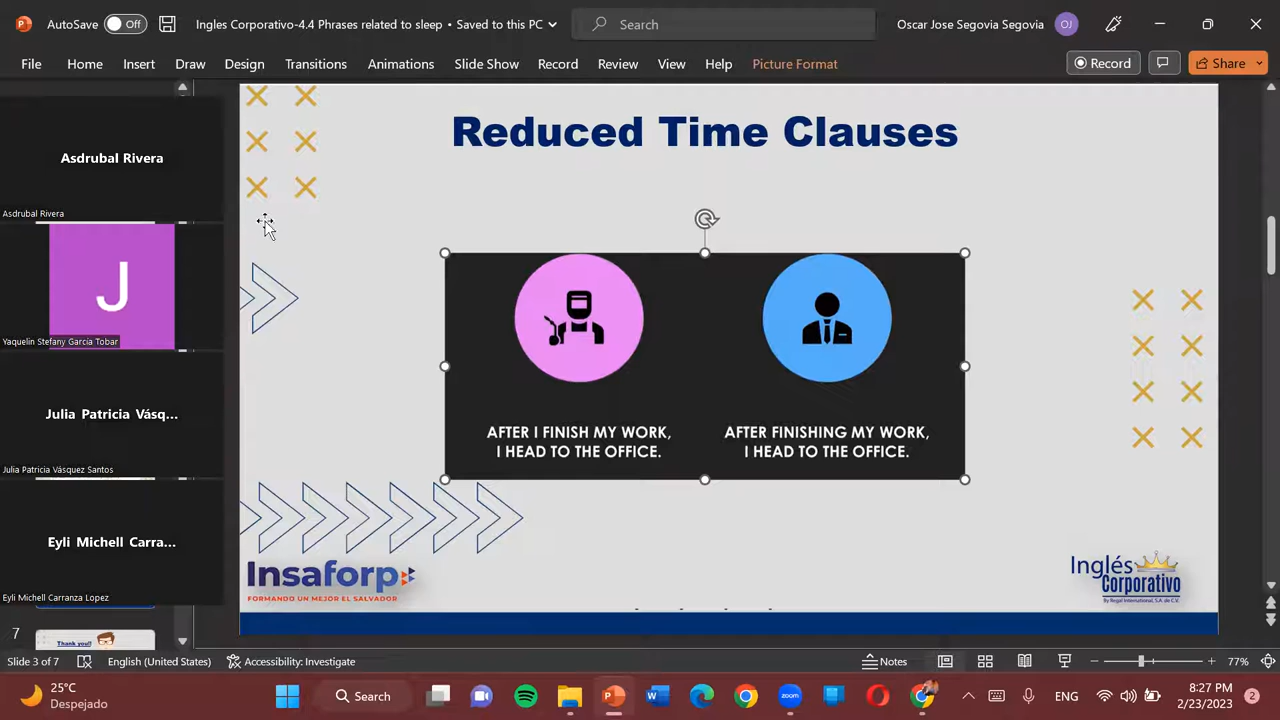 AutoSave Off Ingles Corporativo-4.4 Phrases related to sleep • Saved to this PC Search Oscar Jose Segovia Segovia OJ
File Home Insert Draw Design Transitions Animations Slide Show Record Review View Help Picture Format Record Share
Asdrubal Rivera
Asdrubal Rivera
J
Yaquelin Stefany Garcia Tobar
Julia Patricia Vásq...
Julia Patricia Vásquez Santos
Eyli Michell Carra...
Eyli Michell Carranza Lopez
7
Thank you!!
Reduced Time Clauses
AFTER I FINISH MY WORK,
I HEAD TO THE OFFICE.
AFTER FINISHING MY WORK,
I HEAD TO THE OFFICE.
Insaforp
FORMANDO UN MEJOR EL SALVADOR
Inglés
Corporativo
By Regal International, S.A. de C.V.
Slide 3 of 7 English (United States) Accessibility: Investigate Notes 77%
25°C
Despejado
Search
ENG
8:27 PM
2/23/2023
2